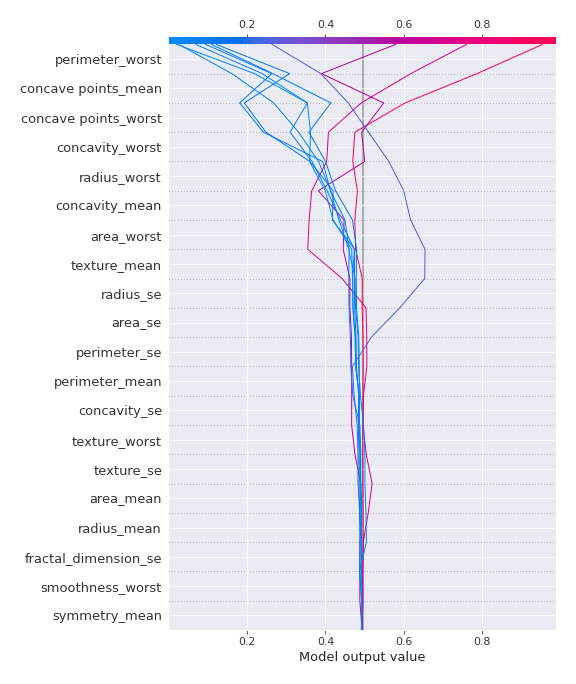 0.2 0.4 0.6 0.8
perimeter_worst
concave points_mean
concave points_worst
concavity_worst
radius_worst
concavity_mean
area_worst
texture_mean
radius_se
area_se
perimeter_se
perimeter_mean
concavity_se
texture_worst
texture_se
area_mean
radius_mean
fractal_dimension_se
smoothness_worst
symmetry_mean
0.2 0.4 0.6 0.8
Model output value